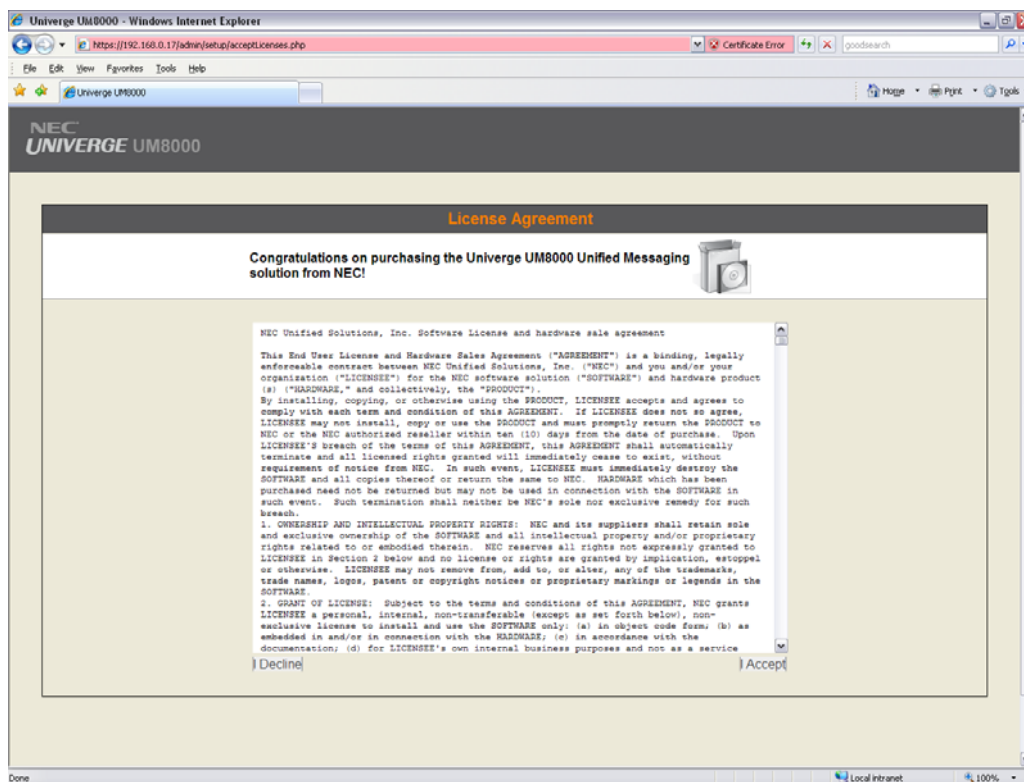 Univerge UM8000 - Windows Internet Explorer
https://192.168.0.17/admin/setup/acceptLicenses.php
Certificate Error
goodsearch
File Edit View Favorites Tools Help
Univerge UM8000
Home Print Tools
NEC
UNIVERGE UM8000
License Agreement
Congratulations on purchasing the Univerge UM8000 Unified Messaging
solution from NEC!
NEC Unified Solutions, Inc. Software License and hardware sale agreement
This End User License and Hardware Sales Agreement ("AGREEMENT") is a binding, legally
enforceable contract between NEC Unified Solutions, Inc. ("NEC") and you and/or your
organization ("LICENSEE") for the NEC software solution ("SOFTWARE") and hardware product
(s) ("HARDWARE," and collectively, the "PRODUCT").
By installing, copying, or otherwise using the PRODUCT, LICENSEE accepts and agrees to
comply with each term and condition of this AGREEMENT. If LICENSEE does not so agree,
LICENSEE may not install, copy or use the PRODUCT and must promptly return the PRODUCT to
NEC or the NEC authorized reseller within ten (10) days from the date of purchase. Upon
LICENSEE'S breach of the terms of this AGREEMENT, this AGREEMENT shall automatically
terminate and all licensed rights granted will immediately cease to exist, without
requirement of notice from NEC. In such event, LICENSEE must immediately destroy the
SOFTWARE and all copies thereof or return the same to NEC. HARDWARE which has been
purchased need not be returned but may not be used in connection with the SOFTWARE in
such event. Such termination shall neither be NEC's sole nor exclusive remedy for such
breach.
1. OWNERSHIP AND INTELLECTUAL PROPERTY RIGHTS: NEC and its suppliers shall retain sole
and exclusive ownership of the SOFTWARE and all intellectual property and/or proprietary
rights related to or embodied therein. NEC reserves all rights not expressly granted to
LICENSEE in Section 2 below and no license or rights are granted by implication, estoppel
or otherwise. LICENSEE may not remove from, add to, or alter, any of the trademarks,
trade names, logos, patent or copyright notices or proprietary markings or legends in the
SOFTWARE.
2. GRANT OF LICENSE: Subject to the terms and conditions of this AGREEMENT, NEC grants
LICENSEE a personal, internal, non-transferable (except as set forth below), non-
exclusive license to install and use the SOFTWARE only: (a) in object code form; (b) as
embedded in and/or in connection with the HARDWARE; (c) in accordance with the
documentation; (d) for LICENSEE's own internal business purposes and not as a service
I Decline I Accept
Done Local intranet 100%